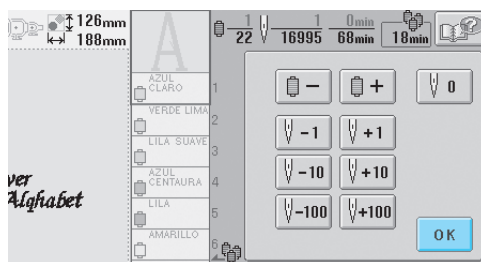 126mm
188mm
A
1
22
1
16995
0min
68min
18min
AZUL
CLARO
1
VERDE LIMA
2
LILA SUAVE
3
AZUL
CENTAURA
4
LILA
5
AMARILLO
6
ver
Alphabet
−
+
0
−1
+1
−10
+10
−100
+100
OK